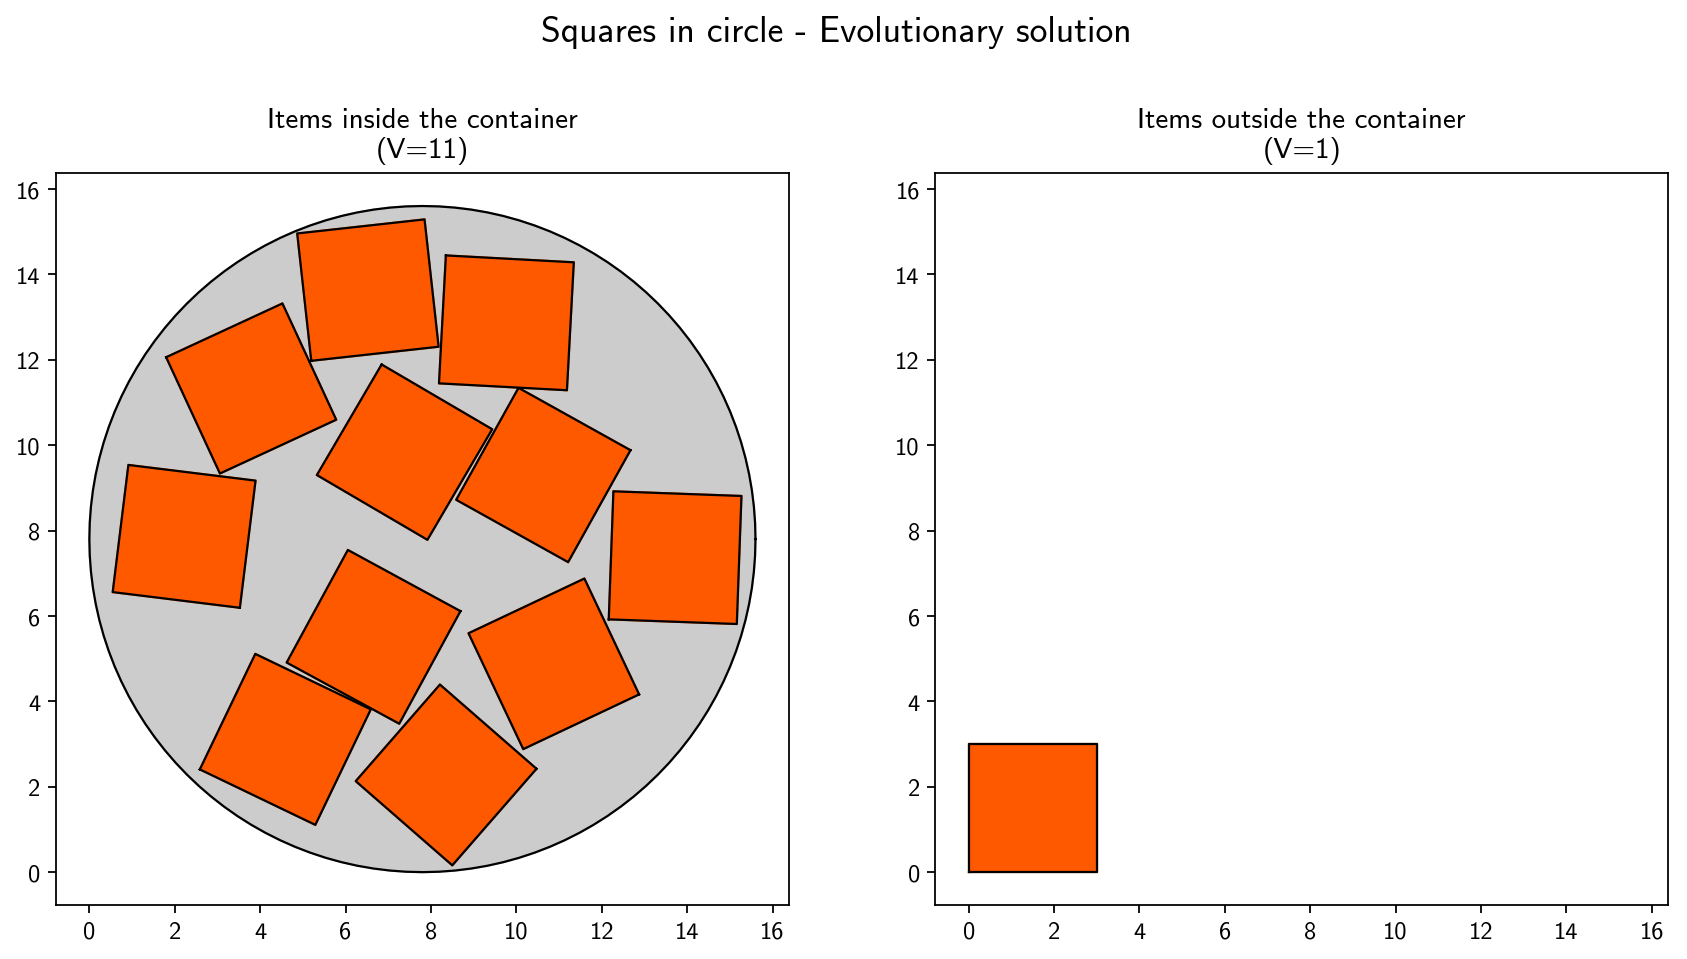 Squares in circle - Evolutionary solution
Items inside the container
(V=11)
16
14
12
10
8
6
4
2
0
0 2 4 6 8 10 12 14 16
Items outside the container
(V=1)
16
14
12
10
8
6
4
2
0
0 2 4 6 8 10 12 14 16